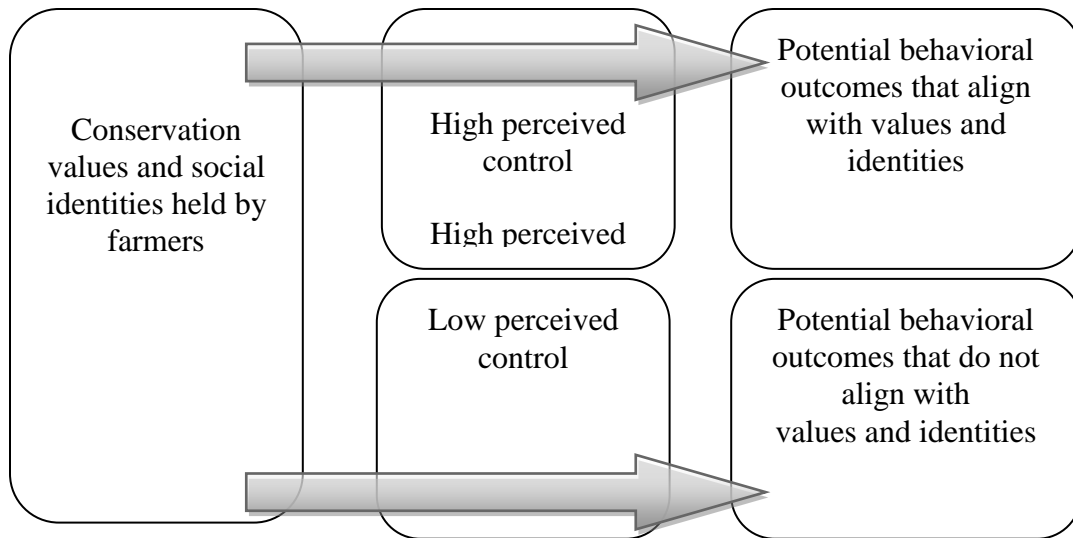 Conservation
values and social
identities held by
farmers
High perceived
control
High perceived
Low perceived
control
Potential behavioral
outcomes that align
with values and
identities
Potential behavioral
outcomes that do not
align with
values and identities